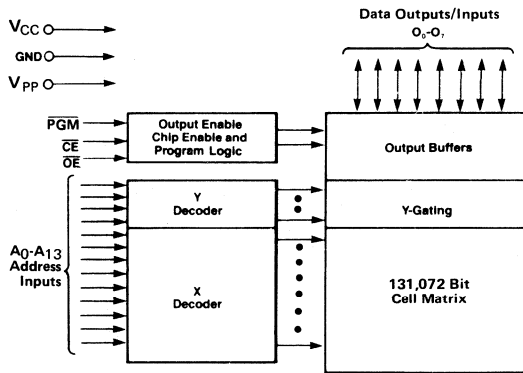 VCC
GND
VPP
Data Outputs/Inputs
O0-O7
PGM
CE
OE
Output Enable
Chip Enable and
Program Logic
Output Buffers
A0-A13
Address
Inputs
Y
Decoder
Y-Gating
X
Decoder
131,072 Bit
Cell Matrix